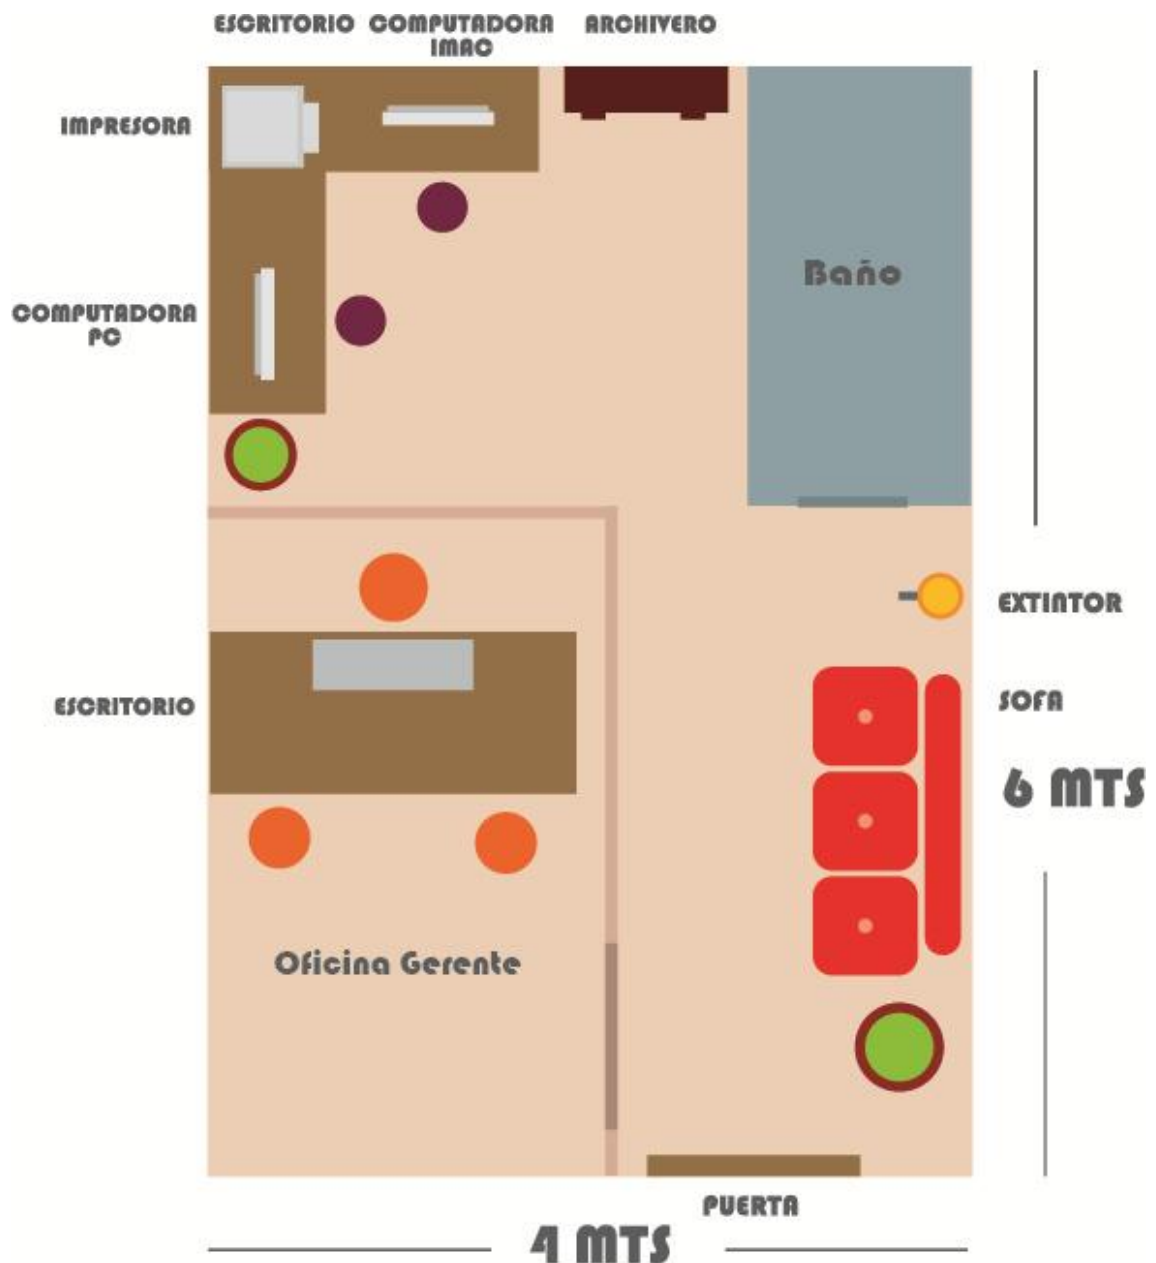 ESCRITORIO
COMPUTADORA
IMAC
ARCHIVERO
IMPRESORA
Baño
COMPUTADORA
PC
EXTINTOR
SOFA
ESCRITORIO
6 MTS
Oficina Gerente
PUERTA
4 MTS